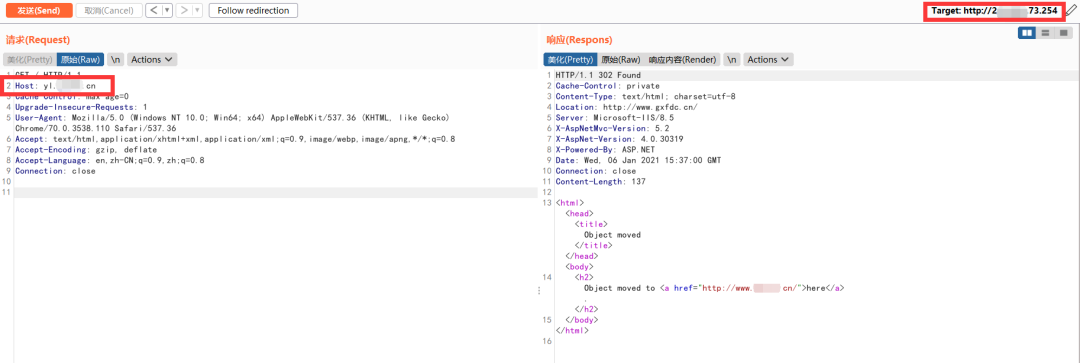 发送(Send) 取消(Cancel) < ▼ > ▼ Follow redirection Target: http://2 73.254
请求(Request)
美化(Pretty) 原始(Raw) \n Actions
1 GET / HTTP/1.1
2 Host: yl. cn
3 Cache-Control: max-age=0
4 Upgrade-Insecure-Requests: 1
5 User-Agent: Mozilla/5.0 (Windows NT 10.0; Win64; x64) AppleWebKit/537.36 (KHTML, like Gecko)
Chrome/70.0.3538.110 Safari/537.36
6 Accept: text/html,application/xhtml+xml,application/xml;q=0.9,image/webp,image/apng,*/*;q=0.8
7 Accept-Encoding: gzip, deflate
8 Accept-Language: en,zh-CN;q=0.9,zh;q=0.8
9 Connection: close
10
11
响应(Respons)
美化(Pretty) 原始(Raw) 响应内容(Render) \n Actions
1 HTTP/1.1 302 Found
2 Cache-Control: private
3 Content-Type: text/html; charset=utf-8
4 Location: http://www.gxfdc.cn/
5 Server: Microsoft-IIS/8.5
6 X-AspNetMvc-Version: 5.2
7 X-AspNet-Version: 4.0.30319
8 X-Powered-By: ASP.NET
9 Date: Wed, 06 Jan 2021 15:37:00 GMT
10 Connection: close
11 Content-Length: 137
12
13 <html>
<head>
<title>
Object moved
</title>
</head>
<body>
14 <h2>
Object moved to <a href="http://www. cn/">here</a>
.
</h2>
15 </body>
</html>
16